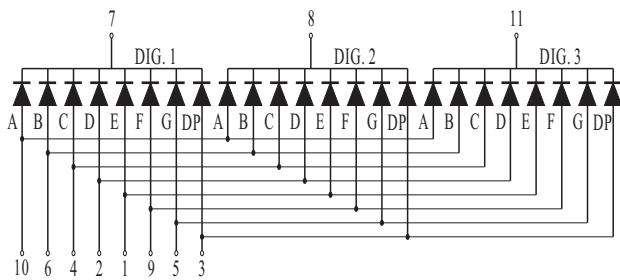 7 8 11
DIG. 1 DIG. 2 DIG. 3
A B C D E F G DP A B C D E F G DP A B C D E F G DP
10 6 4 2 1 9 5 3